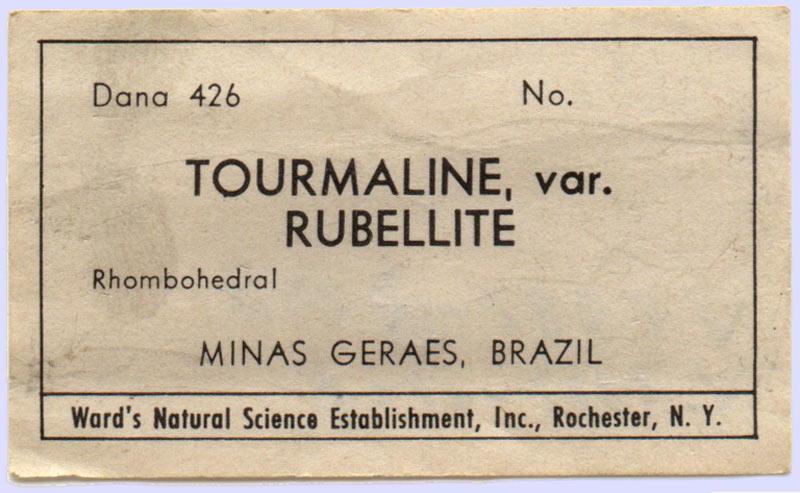 Dana 426 No.
TOURMALINE, var.
RUBELLITE
Rhombohedral
MINAS GERAES, BRAZIL
Ward's Natural Science Establishment, Inc., Rochester, N. Y.